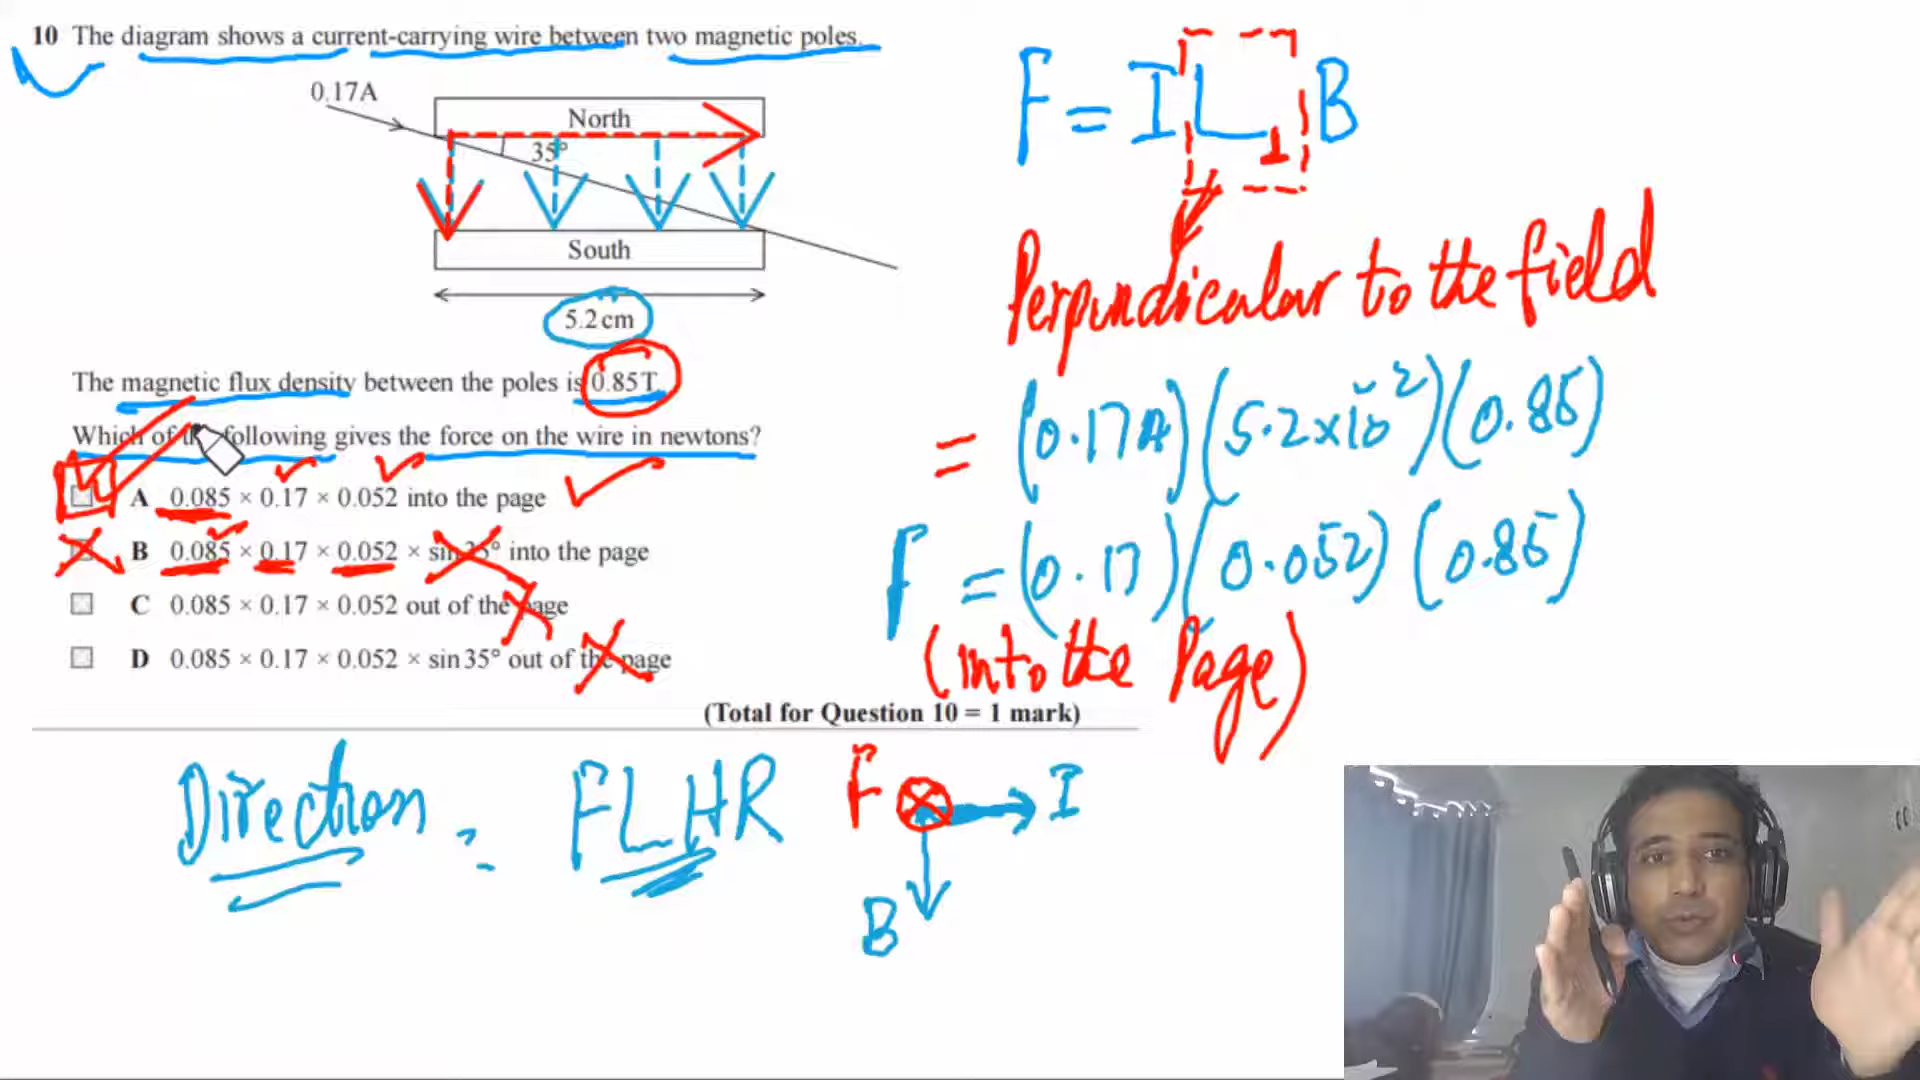 10 The diagram shows a current-carrying wire between two magnetic poles.
0.17A
North
35°
South
5.2 cm
The magnetic flux density between the poles is 0.85T.
Which of the following gives the force on the wire in newtons?
A 0.085 × 0.17 × 0.052 into the page
B 0.085 × 0.17 × 0.052 × sin 35° into the page
C 0.085 × 0.17 × 0.052 out of the page
D 0.085 × 0.17 × 0.052 × sin 35° out of the page
(Total for Question 10 = 1 mark)
F = I L⊥ B
Perpendicular to the field
= (0.17A)(5.2×10⁻²)(0.85)
F = (0.17)(0.052)(0.85)
(into the Page)
Direction : FLHR
F
I
B